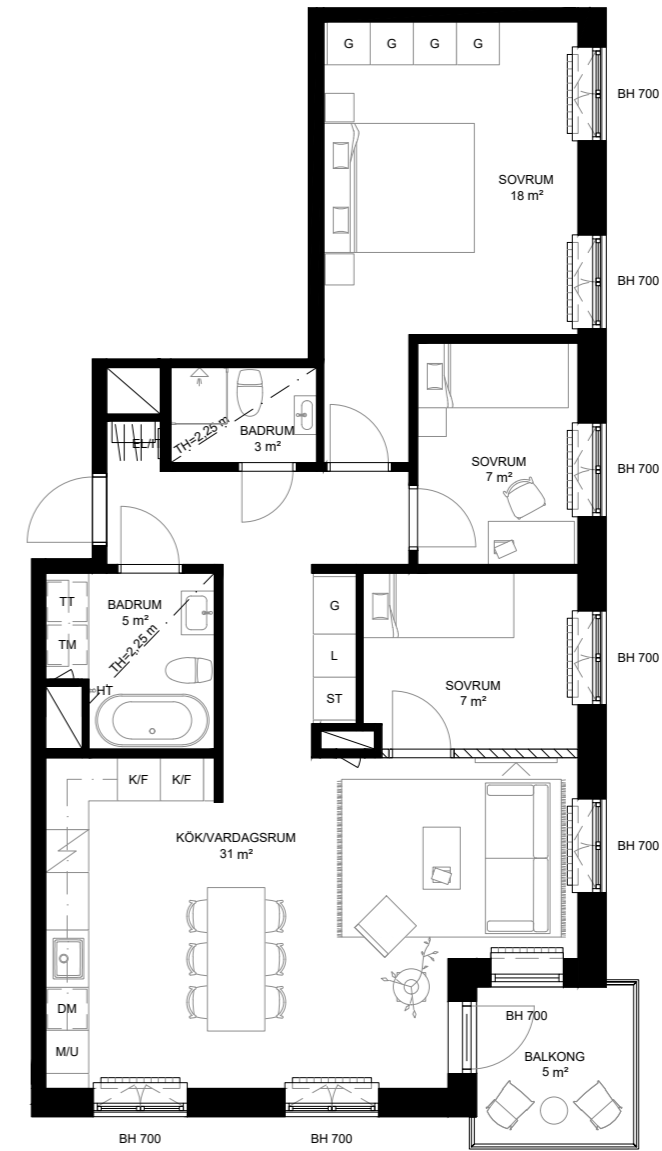 G G G G
BH 700
SOVRUM
18 m²
BH 700
TH=2,25 m
BADRUM
3 m²
SOVRUM
7 m²
BH 700
TT
TM
BADRUM
5 m²
TH=2,25 m
HT
G
L
ST
SOVRUM
7 m²
BH 700
K/F K/F
KÖK/VARDAGSRUM
31 m²
BH 700
DM
M/U
BH 700
BALKONG
5 m²
BH 700 BH 700